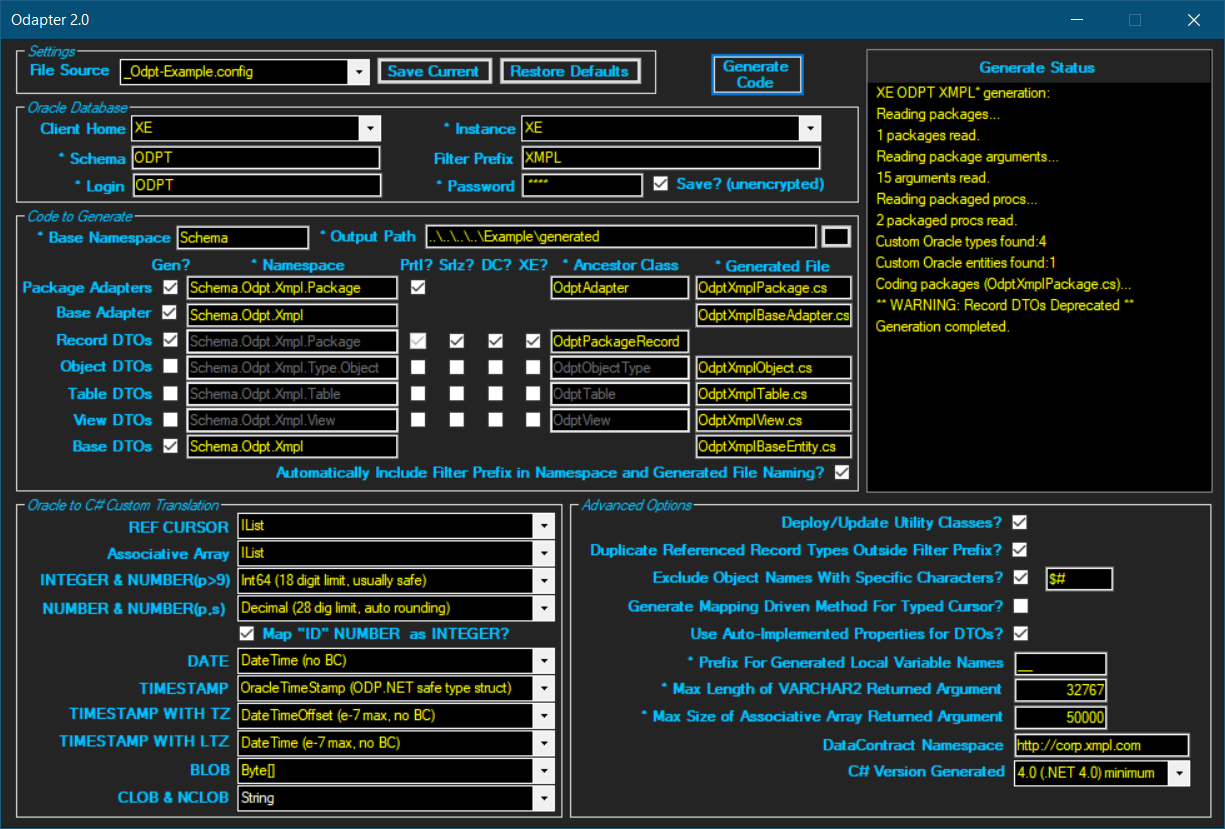 Odapter 2.0
Settings
File Source _Odpt-Example.config Save Current Restore Defaults
Generate
Code
Oracle Database
Client Home XE * Instance XE
* Schema ODPT Filter Prefix XMPL
* Login ODPT * Password **** Save? (unencrypted)
Code to Generate
* Base Namespace Schema * Output Path ..\..\..\..\Example\generated
Gen? * Namespace Prtl? Srlz? DC? XE? * Ancestor Class * Generated File
Package Adapters Schema.Odpt.Xmpl.Package OdptAdapter OdptXmplPackage.cs
Base Adapter Schema.Odpt.Xmpl OdptXmplBaseAdapter.cs
Record DTOs Schema.Odpt.Xmpl.Package OdptPackageRecord
Object DTOs Schema.Odpt.Xmpl.Type.Object OdptObjectType OdptXmplObject.cs
Table DTOs Schema.Odpt.Xmpl.Table OdptTable OdptXmplTable.cs
View DTOs Schema.Odpt.Xmpl.View OdptView OdptXmplView.cs
Base DTOs Schema.Odpt.Xmpl OdptXmplBaseEntity.cs
Automatically Include Filter Prefix in Namespace and Generated File Naming?
Generate Status
XE ODPT XMPL* generation:
Reading packages...
1 packages read.
Reading package arguments...
15 arguments read.
Reading packaged procs...
2 packaged procs read.
Custom Oracle types found:4
Custom Oracle entities found:1
Coding packages (OdptXmplPackage.cs)...
** WARNING: Record DTOs Deprecated **
Generation completed.
Oracle to C# Custom Translation
REF CURSOR IList
Associative Array IList
INTEGER & NUMBER(p>9) Int64 (18 digit limit, usually safe)
NUMBER & NUMBER(p,s) Decimal (28 dig limit, auto rounding)
Map "ID" NUMBER as INTEGER?
DATE DateTime (no BC)
TIMESTAMP OracleTimeStamp (ODP.NET safe type struct)
TIMESTAMP WITH TZ DateTimeOffset (e-7 max, no BC)
TIMESTAMP WITH LTZ DateTime (e-7 max, no BC)
BLOB Byte[]
CLOB & NCLOB String
Advanced Options
Deploy/Update Utility Classes?
Duplicate Referenced Record Types Outside Filter Prefix?
Exclude Object Names With Specific Characters? $#
Generate Mapping Driven Method For Typed Cursor?
Use Auto-Implemented Properties for DTOs?
* Prefix For Generated Local Variable Names __
* Max Length of VARCHAR2 Returned Argument 32767
* Max Size of Associative Array Returned Argument 50000
DataContract Namespace http://corp.xmpl.com
C# Version Generated 4.0 (.NET 4.0) minimum